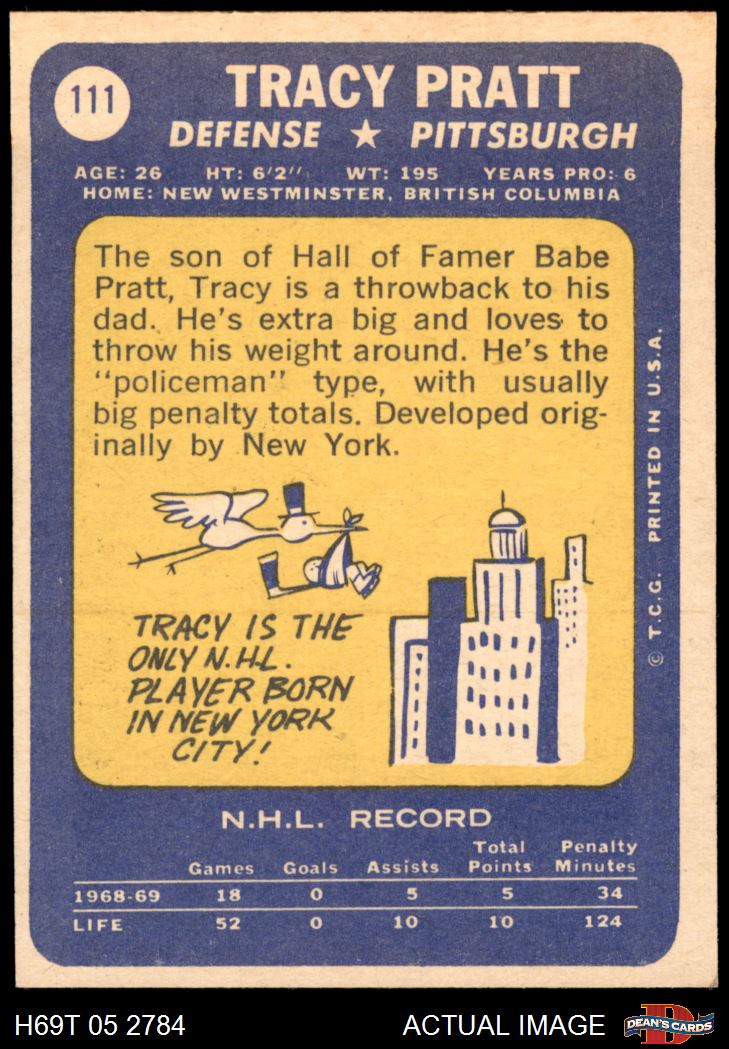 111
TRACY PRATT
DEFENSE ★ PITTSBURGH
AGE: 26 HT: 6'2" WT: 195 YEARS PRO: 6
HOME: NEW WESTMINSTER, BRITISH COLUMBIA
The son of Hall of Famer Babe
Pratt, Tracy is a throwback to his
dad. He's extra big and loves to
throw his weight around. He's the
"policeman" type, with usually
big penalty totals. Developed orig-
inally by New York.
TRACY IS THE
ONLY N.H.L.
PLAYER BORN
IN NEW YORK
CITY!
© T.C.G. PRINTED IN U.S.A.
N.H.L. RECORD
Games Goals Assists Total Points Penalty Minutes
1968-69 18 0 5 5 34
LIFE 52 0 10 10 124
H69T 05 2784 ACTUAL IMAGE
D
DEAN'S CARDS